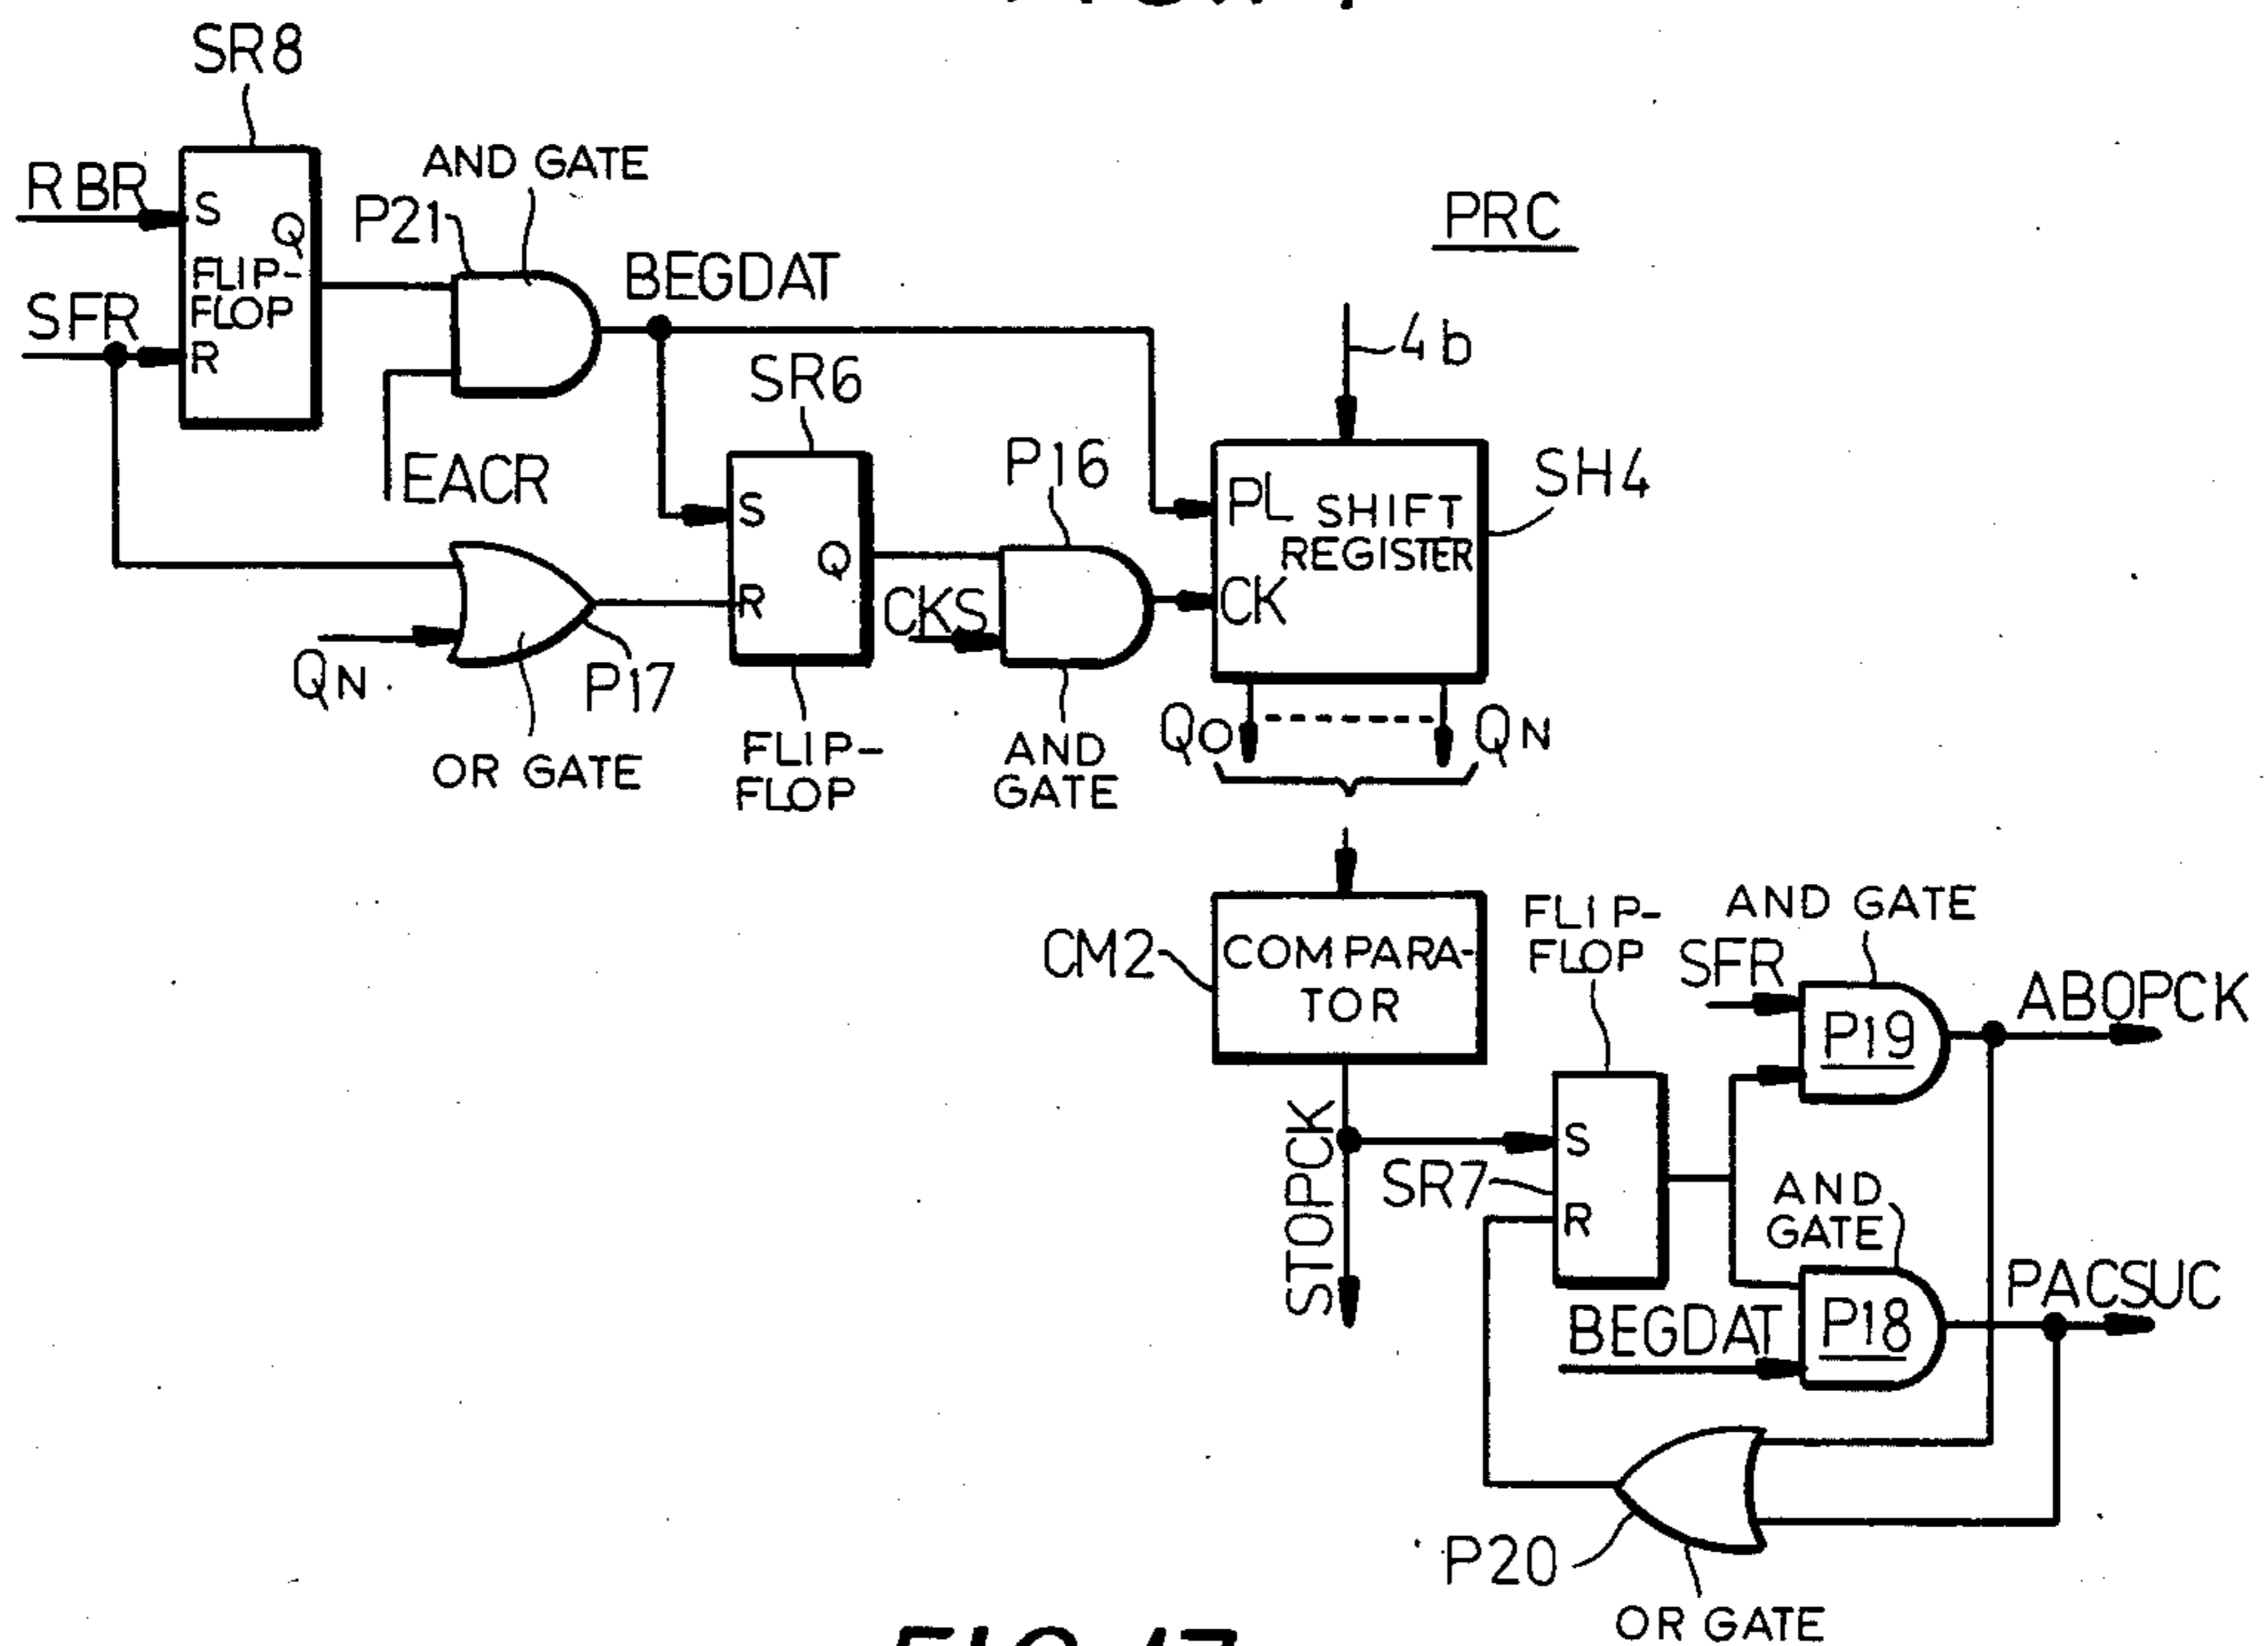 SR8
AND GATE
RBR
S
Q
P21
PRC
FLIP-
FLOP
BEGDAT
SFR
R
4b
SR6
EACR
P16
SH4
S
PL SHIFT
REGISTER
Q
R
CKS
CK
QN
P17
QO
QN
OR GATE
FLIP-
FLOP
AND
GATE
AND GATE
FLIP-
FLOP
CM2
COMPARA-
TOR
SFR
ABOPCK
P19
STOPCK
S
SR7
R
AND
GATE
PACSUC
BEGDAT
P18
P20
OR GATE